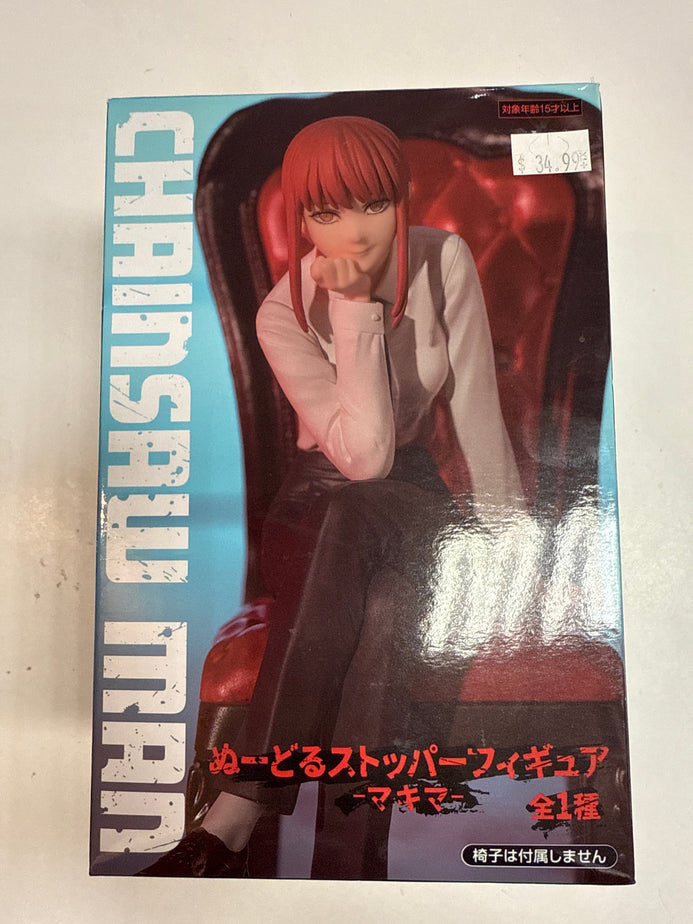 CHAINSAW MAN
対象年齢15才以上
$ 34.99
ぬーどるストッパーフィギュア
-マキマ-
全1種
椅子は付属しません